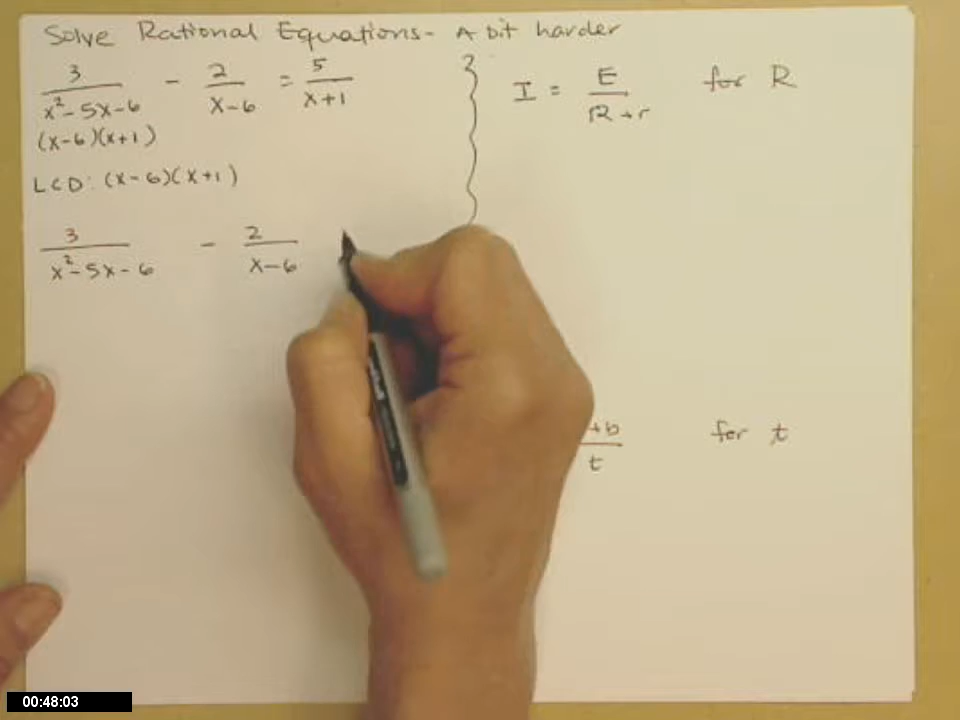 Solve Rational Equations - A bit harder
3/(x²-5x-6) - 2/(x-6) = 5/(x+1)
(x-6)(x+1)
LCD: (x-6)(x+1)
3/(x²-5x-6) - 2/(x-6)
I = E/(R+r) for R
+b/t for t
00:48:03